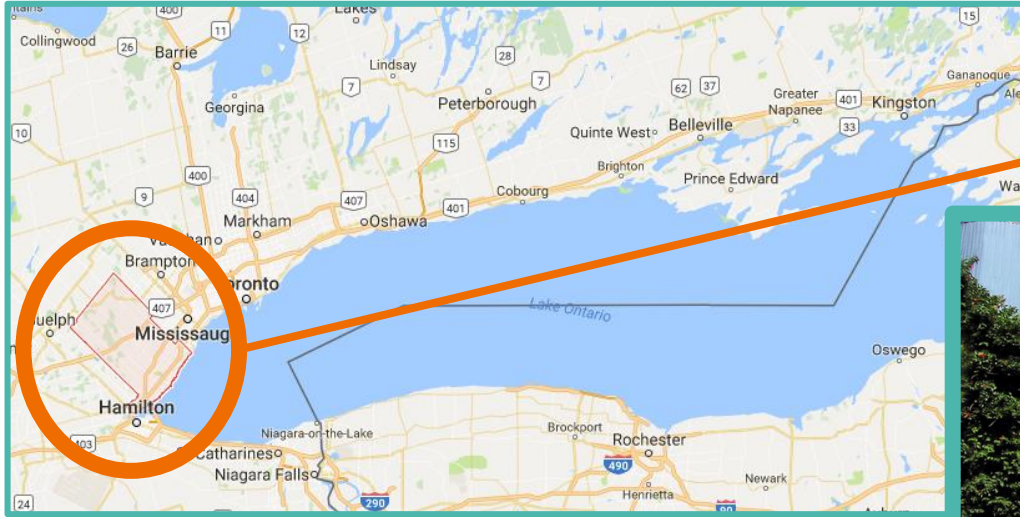 Collingwood
400
26
Barrie
11
Lakes
12
Lindsay
7
28
7
Peterborough
62
37
15
Gananoque
Greater
Napanee
401
Kingston
33
Georgina
10
115
Quinte West
Belleville
Brighton
Prince Edward
400
9
404
Markham
407
Oshawa
401
Cobourg
Brampton
407
Mississaug
Lake Ontario
Oswego
Hamilton
403
Niagara-on-the-Lake
Catharines
Niagara Falls
Brockport
Rochester
490
Henrietta
Newark
290
90
24